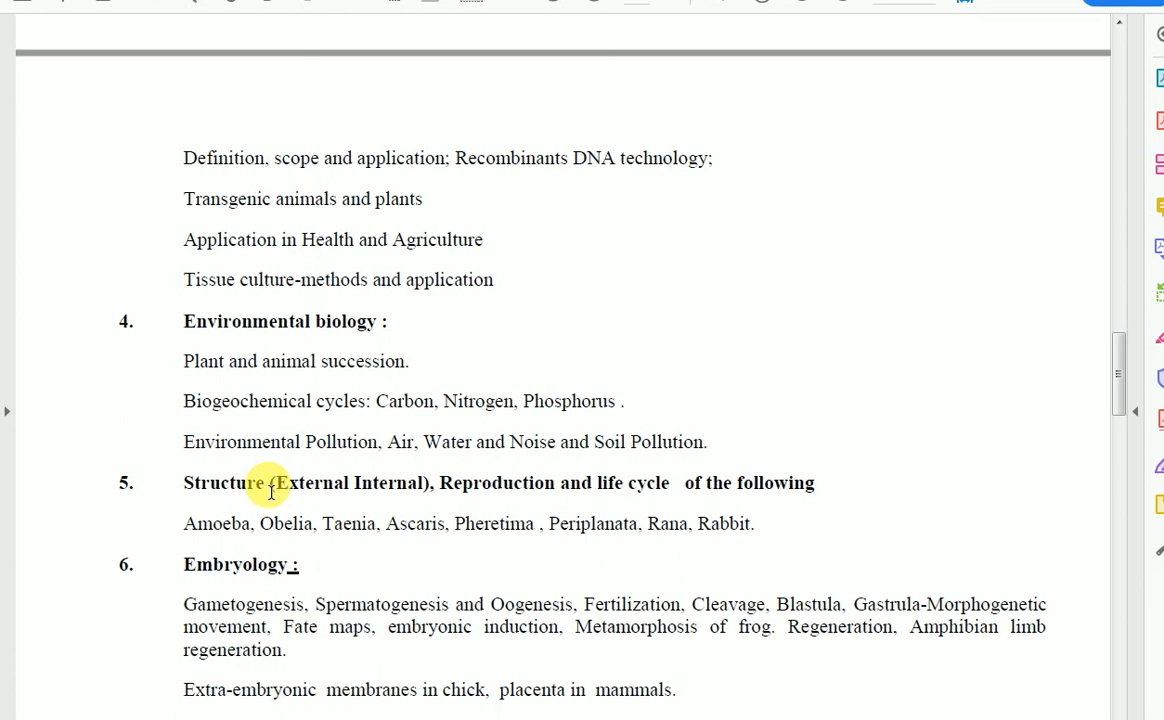 Definition, scope and application; Recombinants DNA technology;
Transgenic animals and plants
Application in Health and Agriculture
Tissue culture-methods and application
4. Environmental biology :
Plant and animal succession.
Biogeochemical cycles: Carbon, Nitrogen, Phosphorus .
Environmental Pollution, Air, Water and Noise and Soil Pollution.
5. Structure (External Internal), Reproduction and life cycle of the following
Amoeba, Obelia, Taenia, Ascaris, Pheretima , Periplanata, Rana, Rabbit.
6. Embryology :
Gametogenesis, Spermatogenesis and Oogenesis, Fertilization, Cleavage, Blastula, Gastrula-Morphogenetic
movement, Fate maps, embryonic induction, Metamorphosis of frog. Regeneration, Amphibian limb
regeneration.
Extra-embryonic membranes in chick, placenta in mammals.